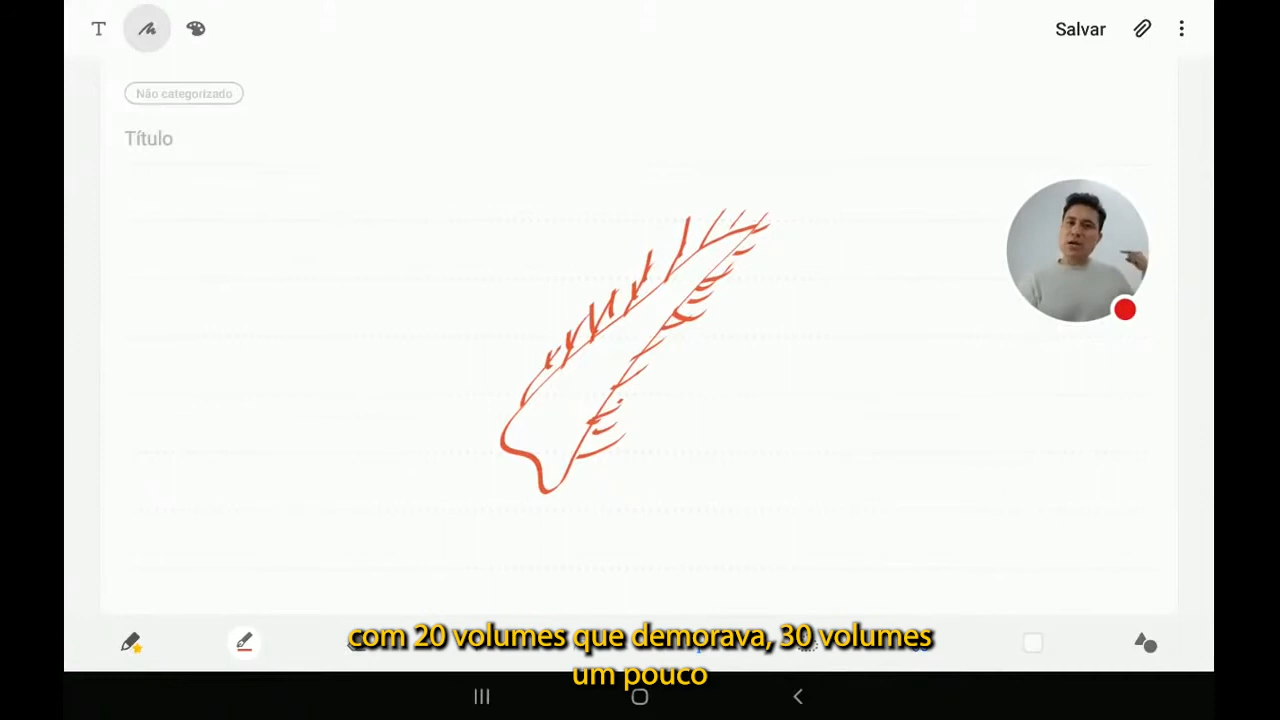 T
Salvar
Não categorizado
Título
com 20 volumes que demorava, 30 volumes
um pouco